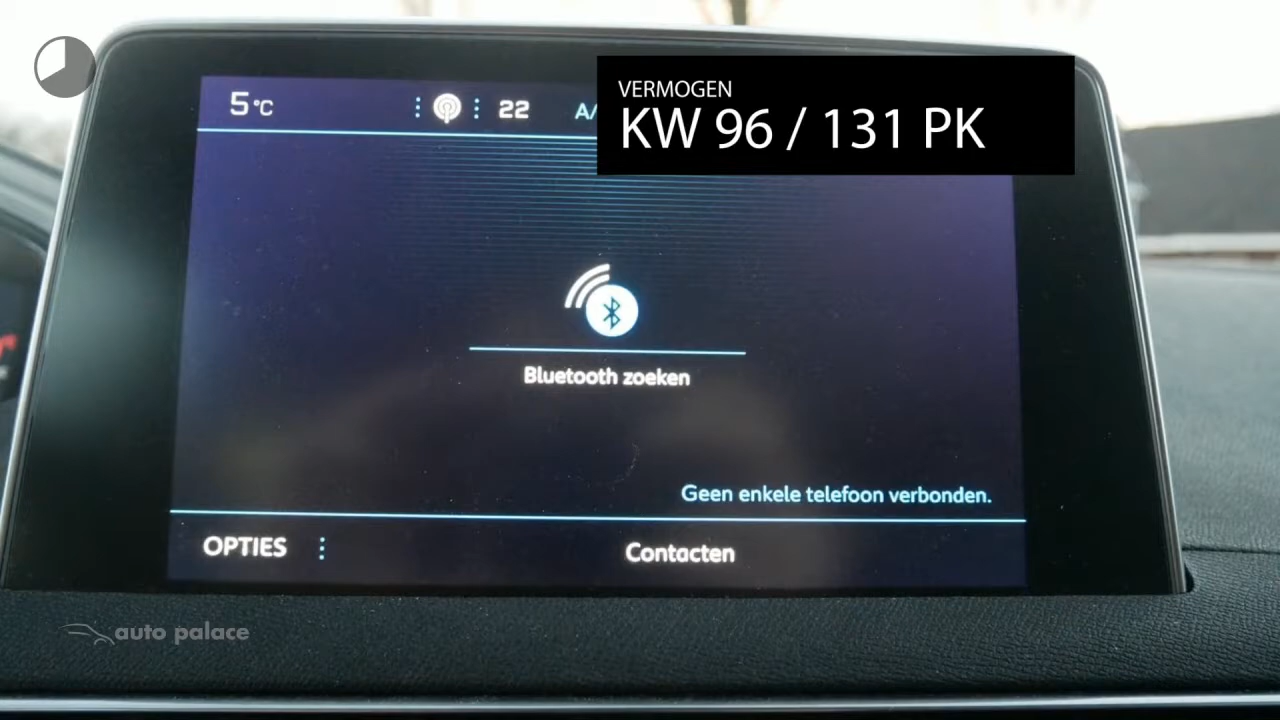 5°C
22
A/
VERMOGEN
KW 96 / 131 PK
Bluetooth zoeken
Geen enkele telefoon verbonden.
OPTIES
Contacten
auto palace